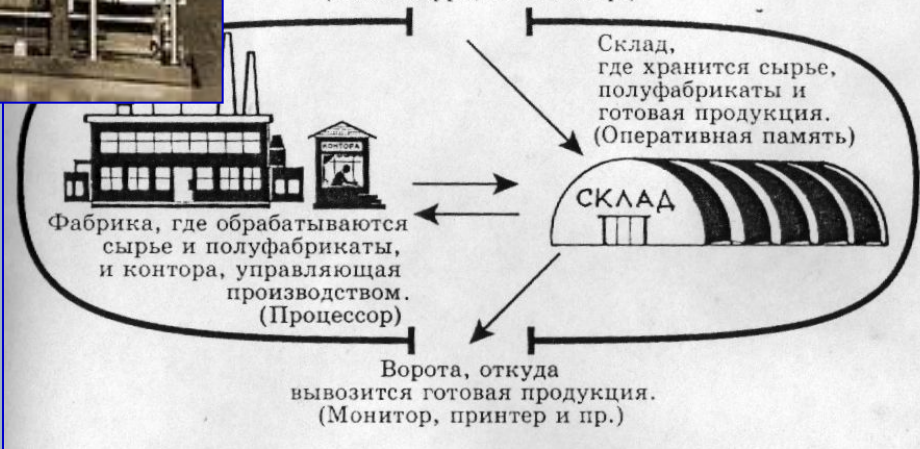 Склад,
где хранится сырье,
полуфабрикаты и
готовая продукция.
(Оперативная память)
КОНТОРА
СКЛАД
Фабрика, где обрабатываются
сырье и полуфабрикаты,
и контора, управляющая
производством.
(Процессор)
Ворота, откуда
вывозится готовая продукция.
(Монитор, принтер и пр.)